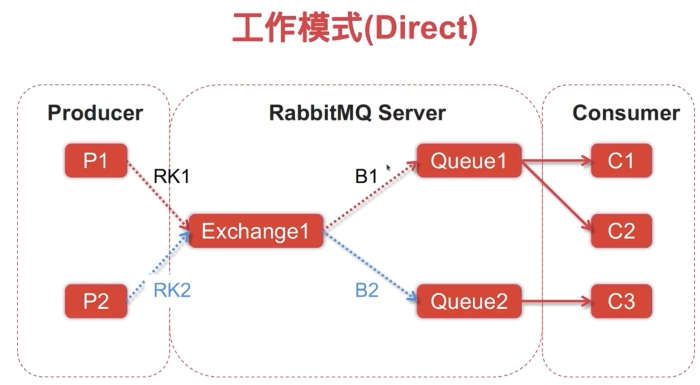 工作模式(Direct)
Producer
RabbitMQ Server
Consumer
P1
RK1
B1
Queue1
C1
Exchange1
C2
P2
RK2
B2
Queue2
C3